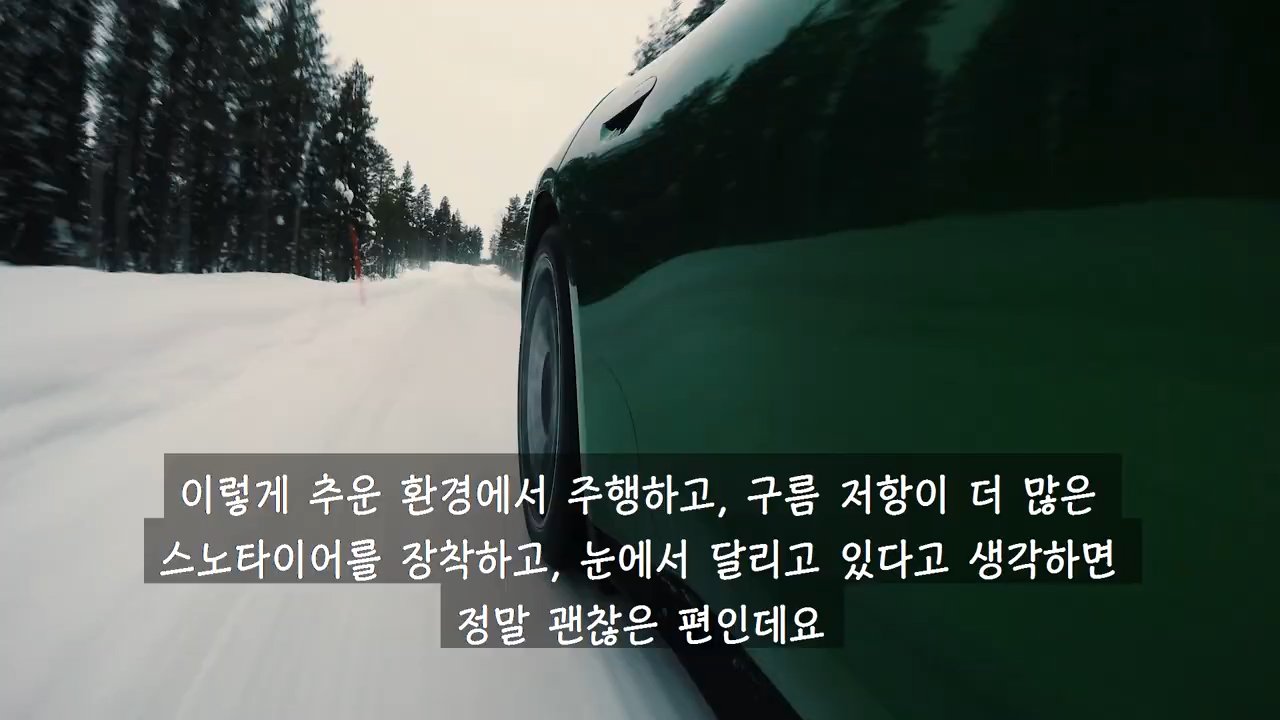 이렇게 추운 환경에서 주행하고, 구름 저항이 더 많은
스노타이어를 장착하고, 눈에서 달리고 있다고 생각하면
정말 괜찮은 편인데요